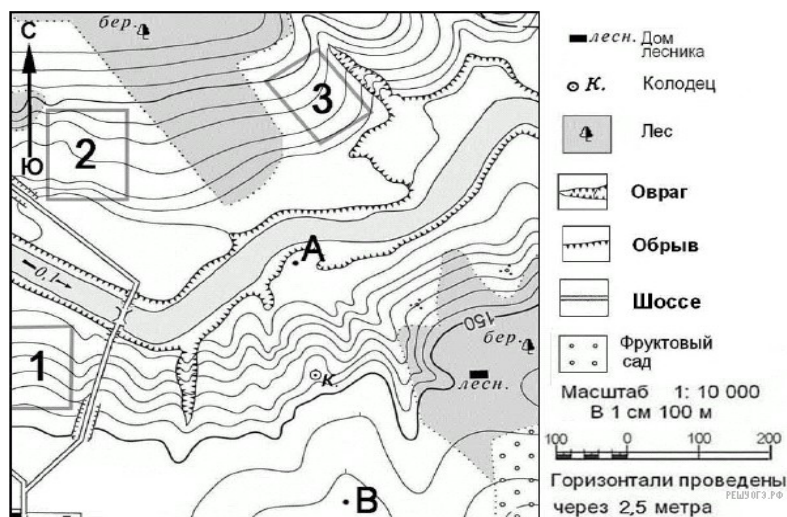 С
Ю
бер.
3
2
А
0,1
1
150
бер.
лесн.
К.
В
лесн. Дом
лесника
К. Колодец
Лес
Овраг
Обрыв
Шоссе
Фруктовый
сад
Масштаб 1: 10 000
В 1 см 100 м
100 0 100 200
Горизонтали проведены
через 2,5 метра
РЕШУОГЭ.РФ